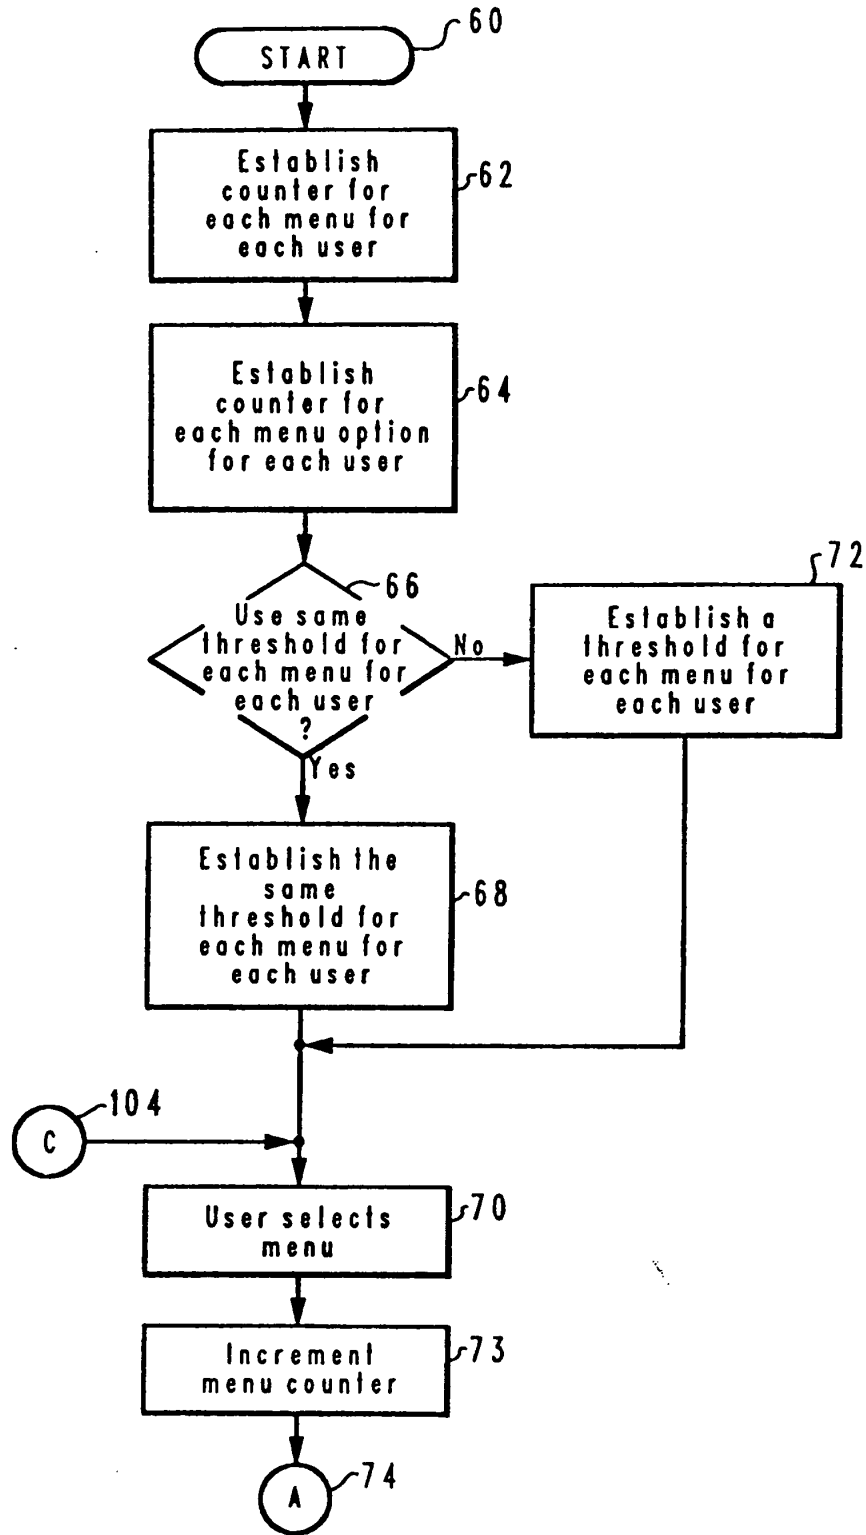 60
START
Establish
counter for
each menu for
each user
62
Establish
counter for
each menu option
for each user
64
66
Use same
threshold for
each menu for
each user
?
No
Yes
72
Establish a
threshold for
each menu for
each user
Establish the
same
threshold for
each menu for
each user
68
104
C
User selects
menu
70
Increment
menu counter
73
A
74